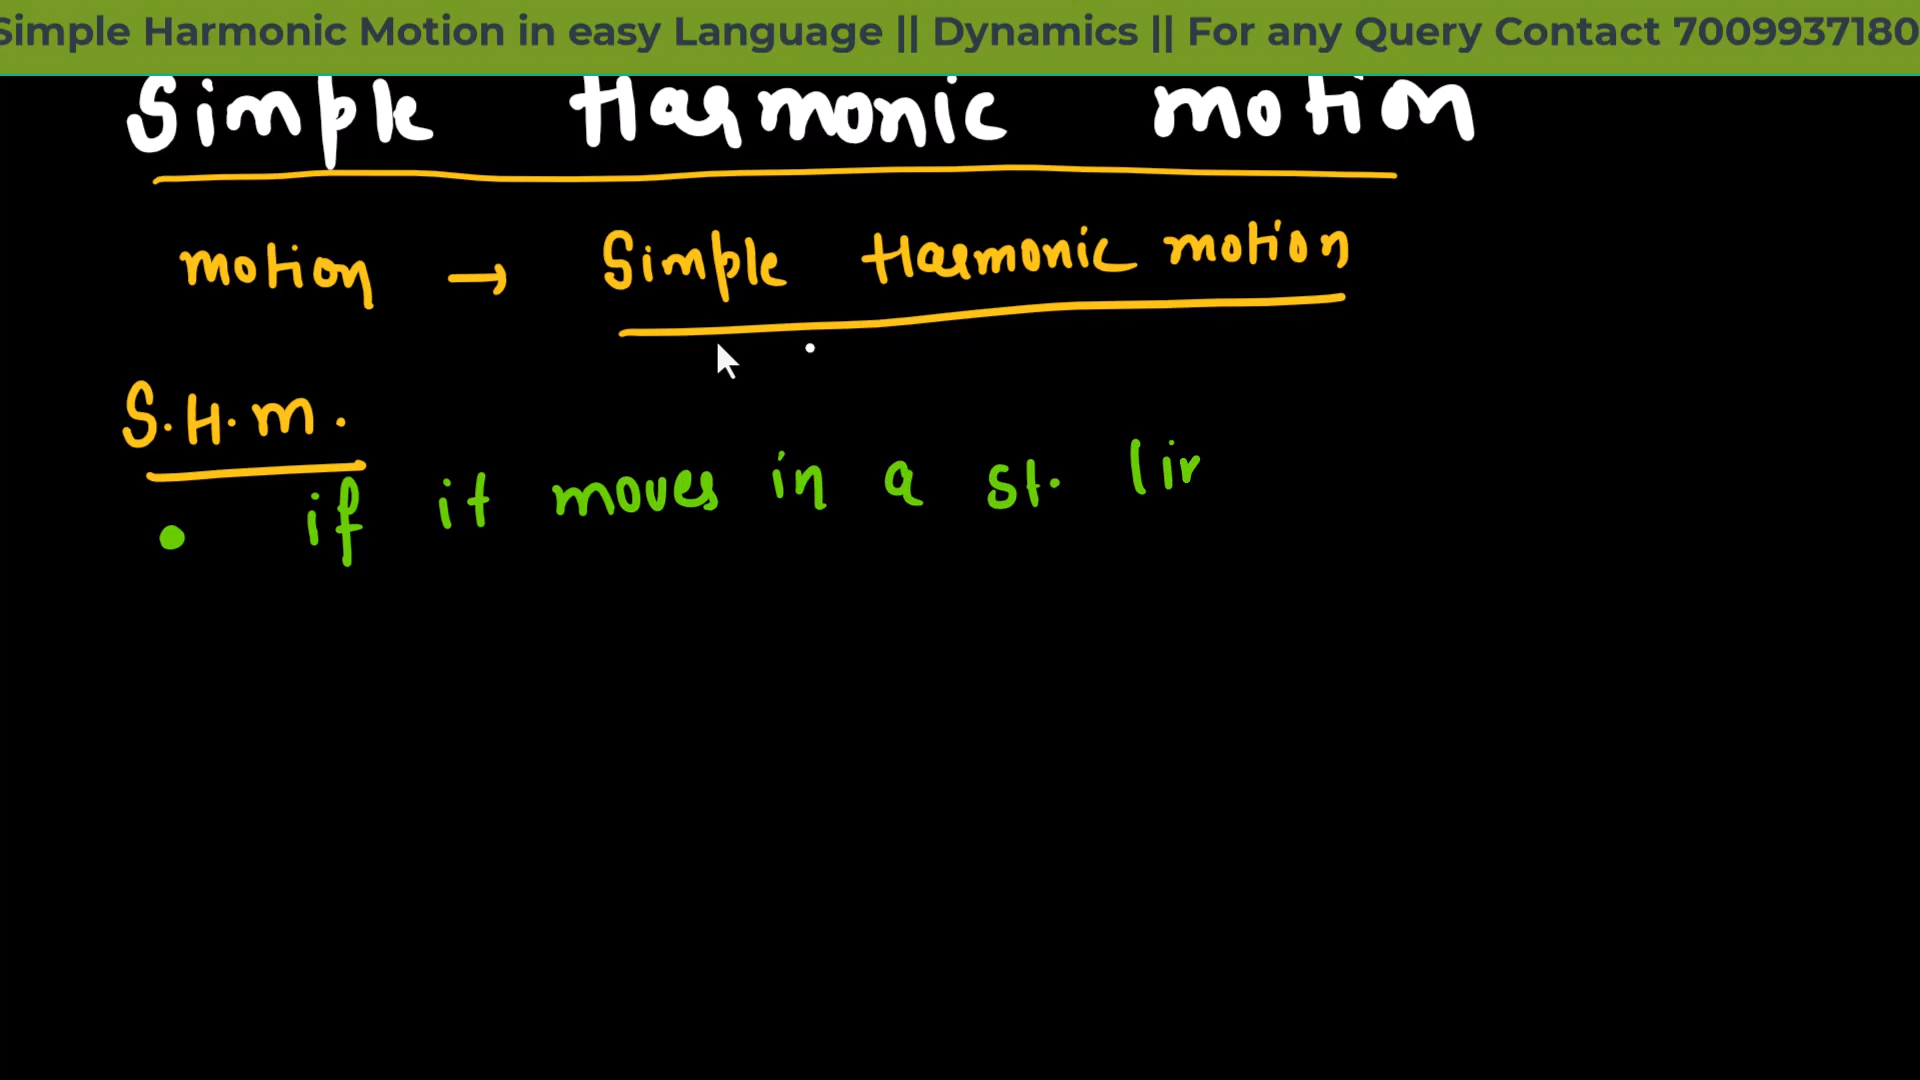 Simple Harmonic Motion in easy Language || Dynamics || For any Query Contact 7009937180
Simple Harmonic motion
motion → Simple Harmonic motion
S.H.m.
• if it moves in a st. lin